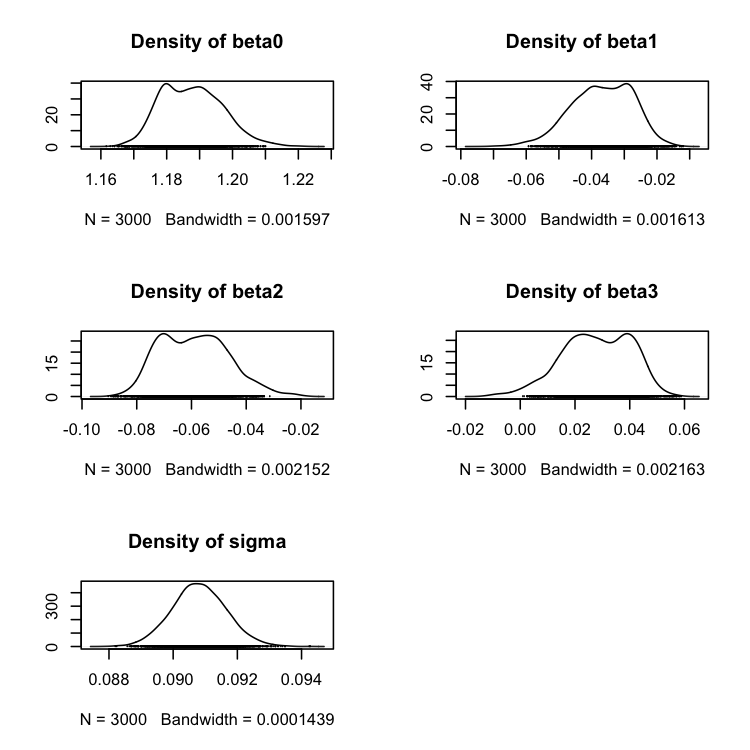 Density of beta0
0 20
1.16 1.18 1.20 1.22
N = 3000 Bandwidth = 0.001597
Density of beta1
0 20 40
-0.08 -0.06 -0.04 -0.02
N = 3000 Bandwidth = 0.001613
Density of beta2
0 15
-0.10 -0.08 -0.06 -0.04 -0.02
N = 3000 Bandwidth = 0.002152
Density of beta3
0 15
-0.02 0.00 0.02 0.04 0.06
N = 3000 Bandwidth = 0.002163
Density of sigma
0 300
0.088 0.090 0.092 0.094
N = 3000 Bandwidth = 0.0001439